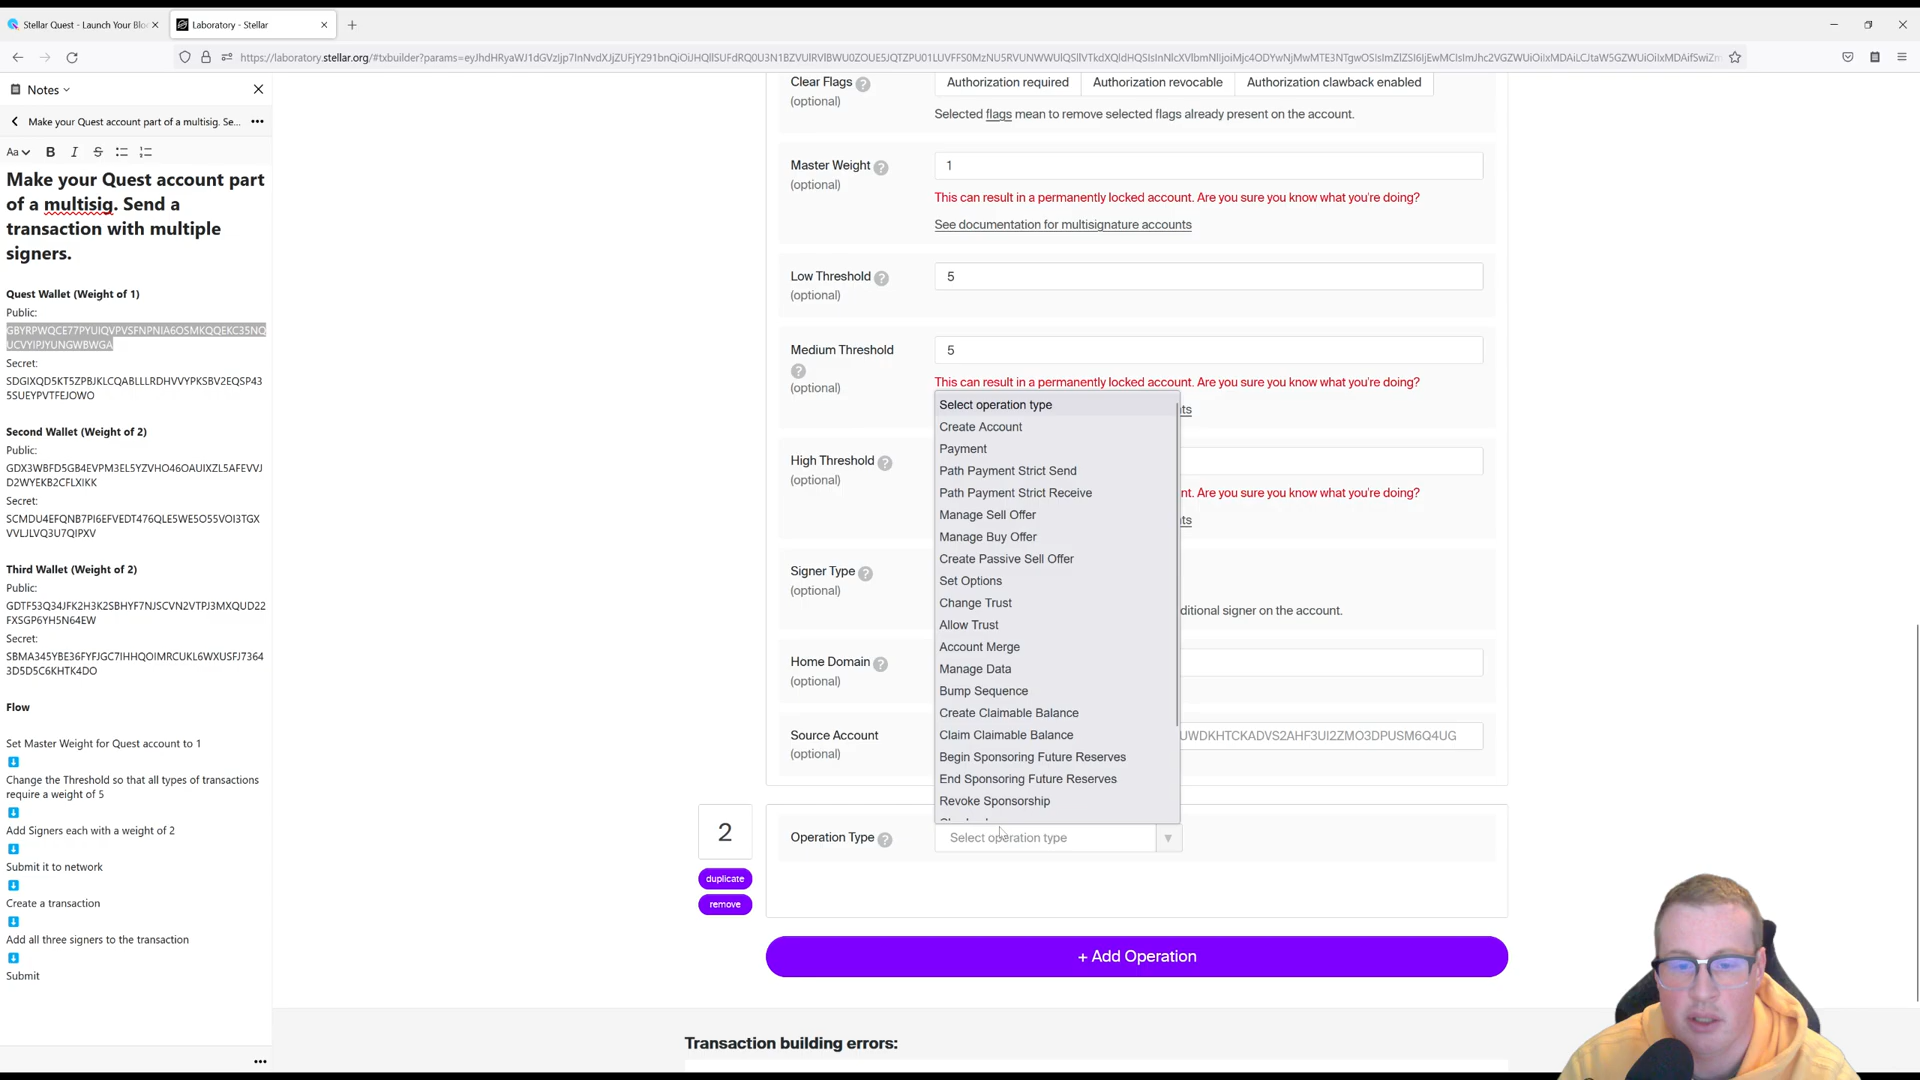 Stellar Quest - Launch Your Bloc
Laboratory - Stellar
Notes
Make your Quest account part of a multisig. Se...
Aa
B I S
Make your Quest account part
of a multisig. Send a
transaction with multiple
signers.
Quest Wallet (Weight of 1)
Public:
GBYRPWQCE77PYUIQVPVSFNPNIA6OSMKQQEKC35NQ
UCVYIPJYUNGWBWGA
Secret:
SDGIXQD5KT5ZPBJKLCQABLLLRDHVVYPKSBV2EQSP43
5SUEYPVTFEJOWO
Second Wallet (Weight of 2)
Public:
GDX3WBFD5GB4EVPM3EL5YZVHO46OAUIXZL5AFEVVJ
D2WYEKB2CFLXIKK
Secret:
SCMDU4EFQNB7PI6EFVEDT476QLE5WE5O55VOI3TGX
VVLJLVQ3U7QIPXV
Third Wallet (Weight of 2)
Public:
GDTF53Q34JFK2H3K2SBHYF7NJSCVN2VTPJ3MXQUD22
FXSGP6YH5N64EW
Secret:
SBMA345YBE36FYFJGC7IHHQOIMRCUKL6WXUSFJ7364
3D5D5C6KHTK4DO
Flow
Set Master Weight for Quest account to 1
Change the Threshold so that all types of transactions
require a weight of 5
Add Signers each with a weight of 2
Submit it to network
Create a transaction
Add all three signers to the transaction
Submit
Clear Flags ?
(optional)
Authorization required
Authorization revocable
Authorization clawback enabled
Selected flags mean to remove selected flags already present on the account.
Master Weight ?
(optional)
1
This can result in a permanently locked account. Are you sure you know what you're doing?
See documentation for multisignature accounts
Low Threshold ?
(optional)
5
Medium Threshold
?
(optional)
5
This can result in a permanently locked account. Are you sure you know what you're doing?
ts
High Threshold ?
(optional)
nt. Are you sure you know what you're doing?
ts
Signer Type ?
(optional)
ditional signer on the account.
Home Domain ?
(optional)
Source Account
(optional)
UWDKHTCKADVS2AHF3UI2ZMO3DPUSM6Q4UG
Select operation type
Create Account
Payment
Path Payment Strict Send
Path Payment Strict Receive
Manage Sell Offer
Manage Buy Offer
Create Passive Sell Offer
Set Options
Change Trust
Allow Trust
Account Merge
Manage Data
Bump Sequence
Create Claimable Balance
Claim Claimable Balance
Begin Sponsoring Future Reserves
End Sponsoring Future Reserves
Revoke Sponsorship
2
duplicate
remove
Operation Type ?
Select operation type
+ Add Operation
Transaction building errors: